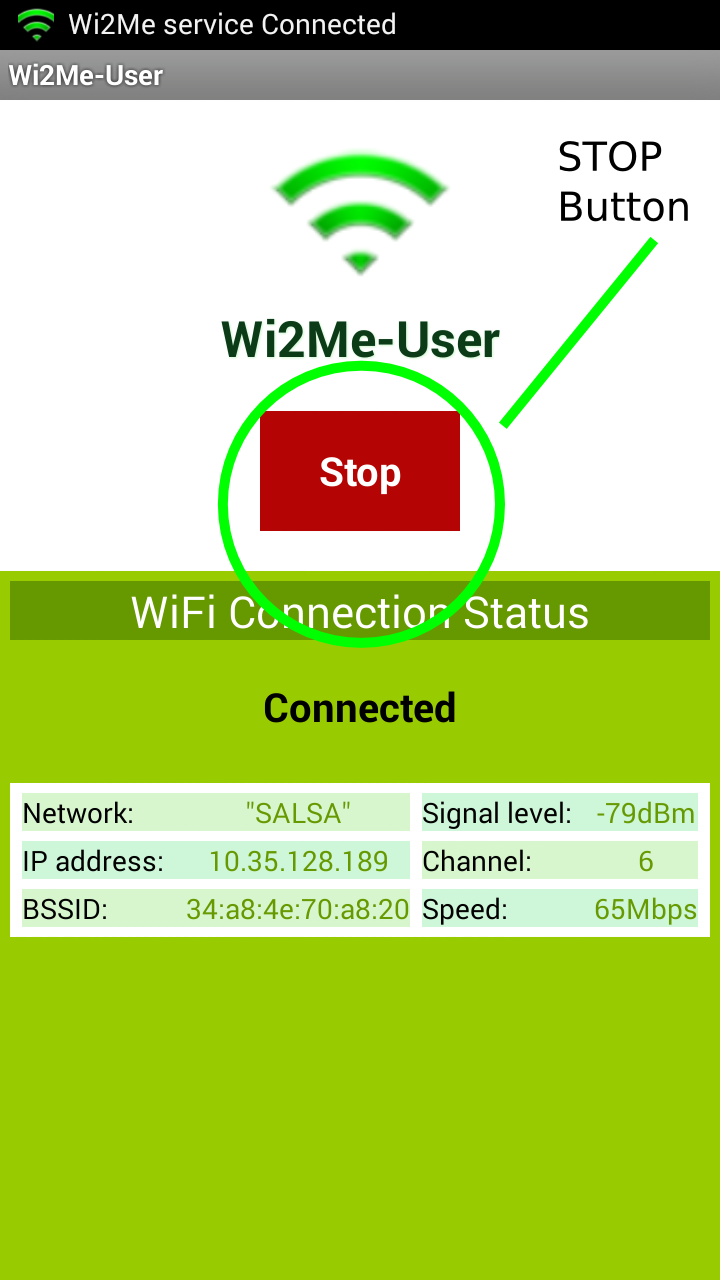 Wi2Me service Connected
Wi2Me-User
STOP
Button
Wi2Me-User
Stop
WiFi Connection Status
Connected
Network: "SALSA" Signal level: -79dBm
IP address: 10.35.128.189 Channel: 6
BSSID: 34:a8:4e:70:a8:20 Speed: 65Mbps